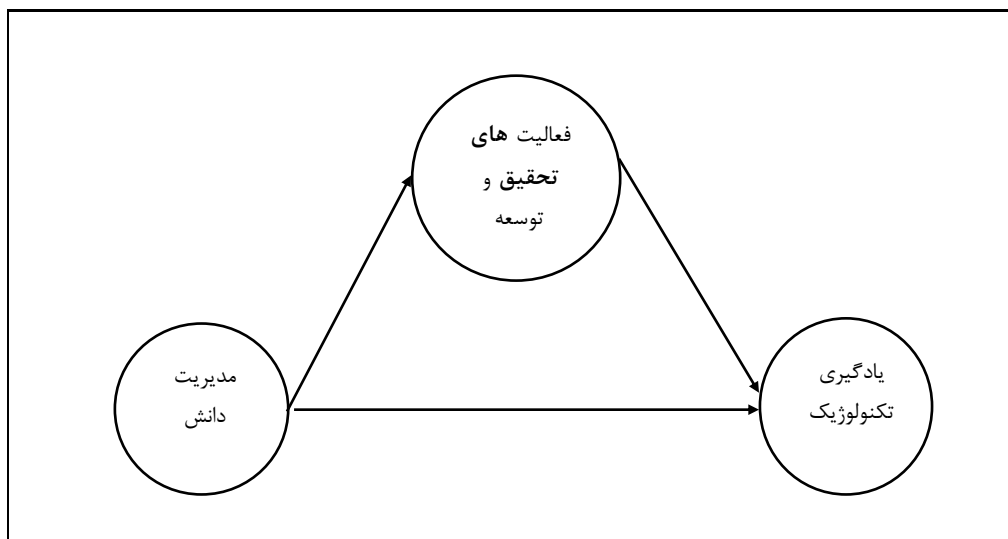 فعالیت های
تحقیق و
توسعه
مدیریت
دانش
یادگیری
تکنولوژیک